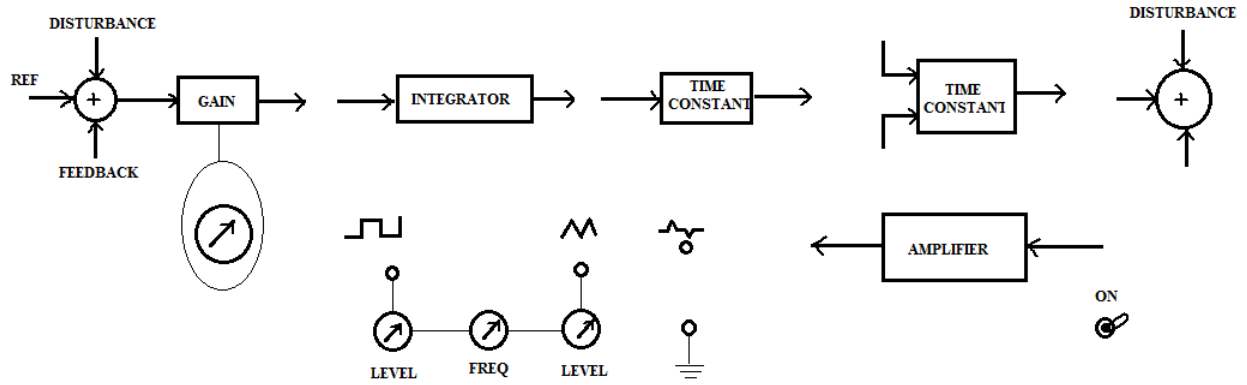 DISTURBANCE
DISTURBANCE
REF
+
GAIN
INTEGRATOR
TIME
CONSTANT
TIME
CONSTANT
+
FEEDBACK
AMPLIFIER
ON
LEVEL
FREQ
LEVEL